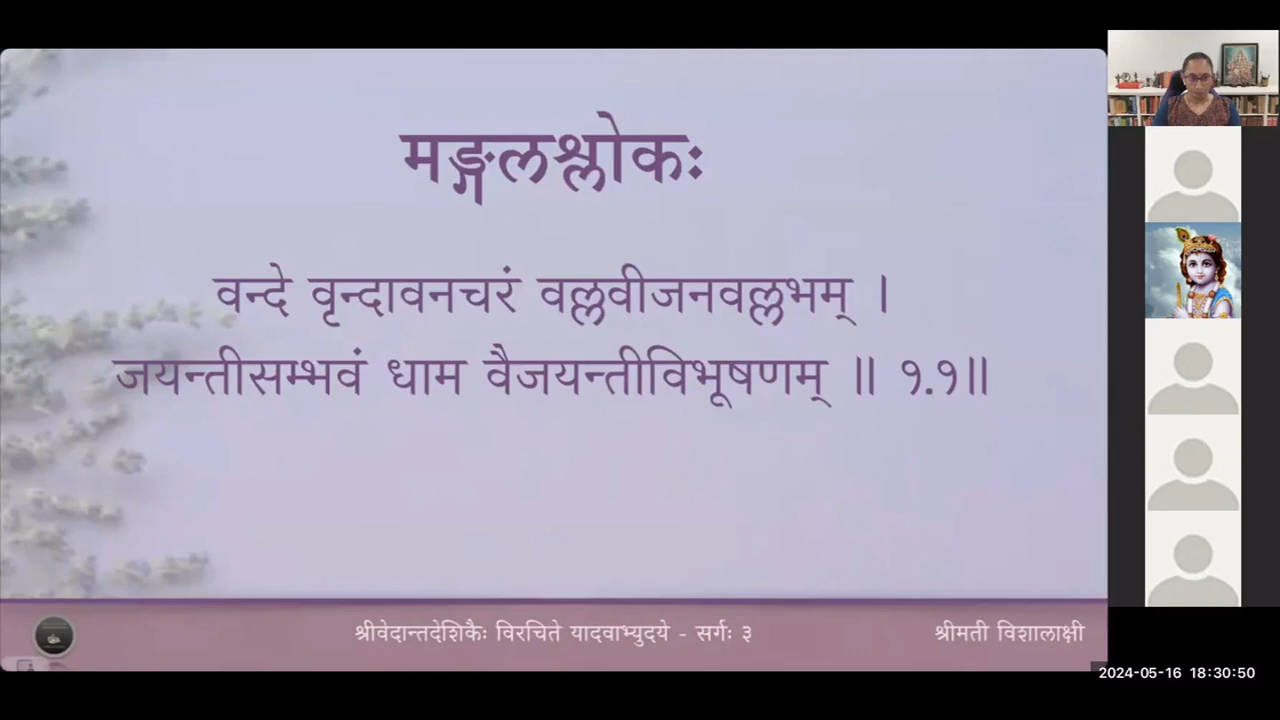 मङ्गलश्लोकः
वन्दे वृन्दावनचरं वल्लवीजनवल्लभम् ।
जयन्तीसम्भवं धाम वैजयन्तीविभूषणम् ॥ १.१॥
श्रीवेदान्तदेशिकैः विरचिते यादवाभ्युदये - सर्गः ३
श्रीमती विशालाक्षी
2024-05-16 18:30:50